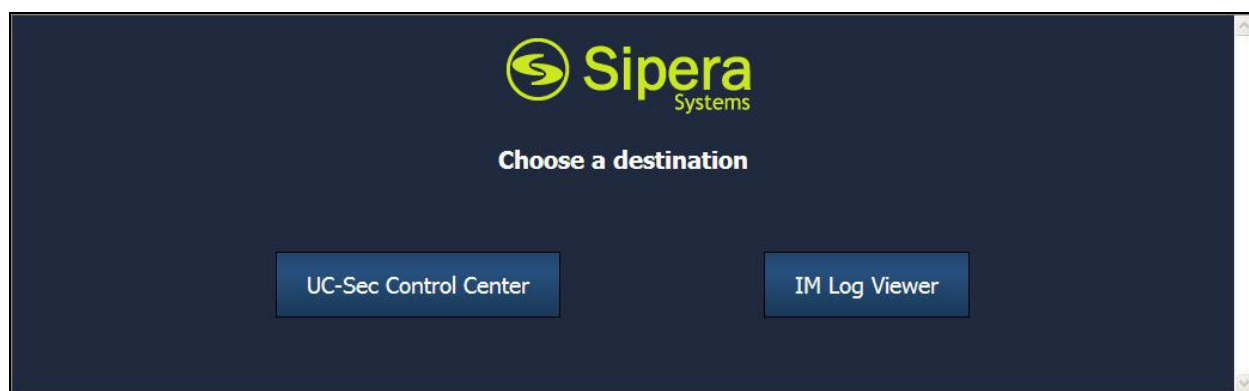 Sipera
Systems
Choose a destination
UC-Sec Control Center
IM Log Viewer